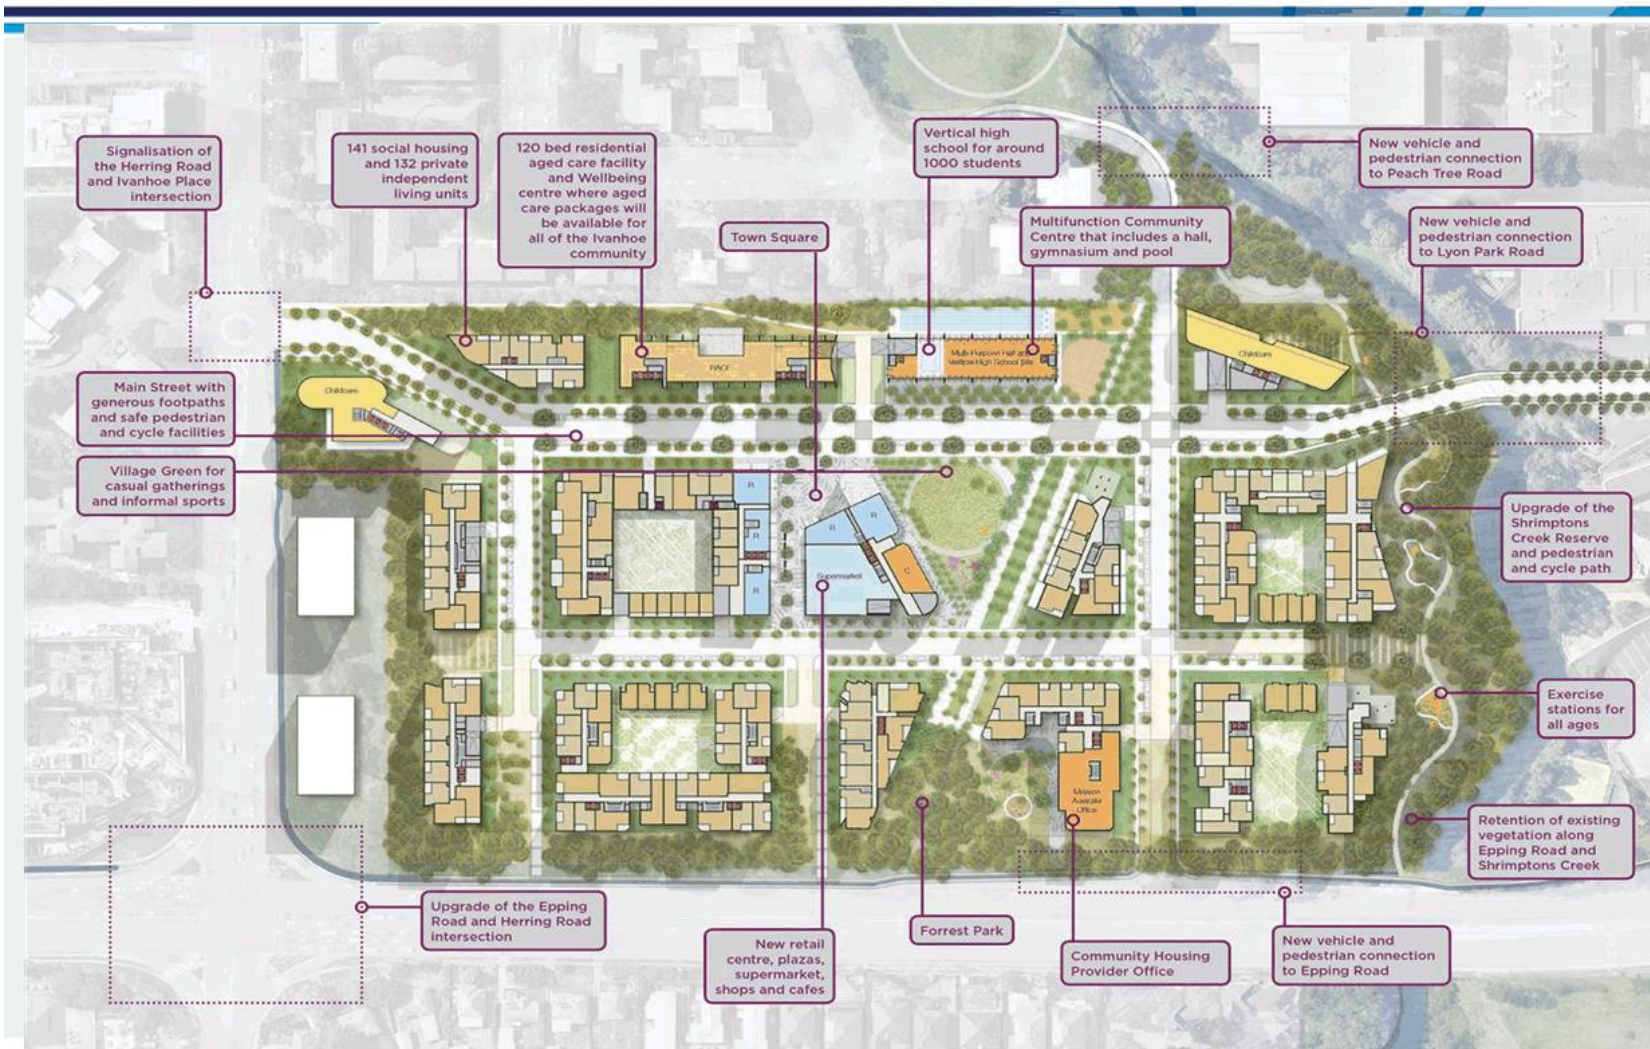 Signalisation of
the Herring Road
and Ivanhoe Place
intersection
141 social housing
and 132 private
independent
living units
120 bed residential
aged care facility
and Wellbeing
centre where aged
care packages will
be available for
all of the Ivanhoe
community
Town Square
Vertical high
school for around
1000 students
Multifunction Community
Centre that includes a hall,
gymnasium and pool
New vehicle and
pedestrian connection
to Peach Tree Road
New vehicle and
pedestrian connection
to Lyon Park Road
Main Street with
generous footpaths
and safe pedestrian
and cycle facilities
Village Green for
casual gatherings
and informal sports
Childcare
RACF
Childcare
R
R
R
R
R
Supermarket
C
Mission
Australia
Office
Upgrade of the
Shrimptons
Creek Reserve
and pedestrian
and cycle path
Exercise
stations for
all ages
Retention of existing
vegetation along
Epping Road and
Shrimptons Creek
Upgrade of the Epping
Road and Herring Road
intersection
New retail
centre, plazas,
supermarket,
shops and cafes
Forrest Park
Community Housing
Provider Office
New vehicle and
pedestrian connection
to Epping Road